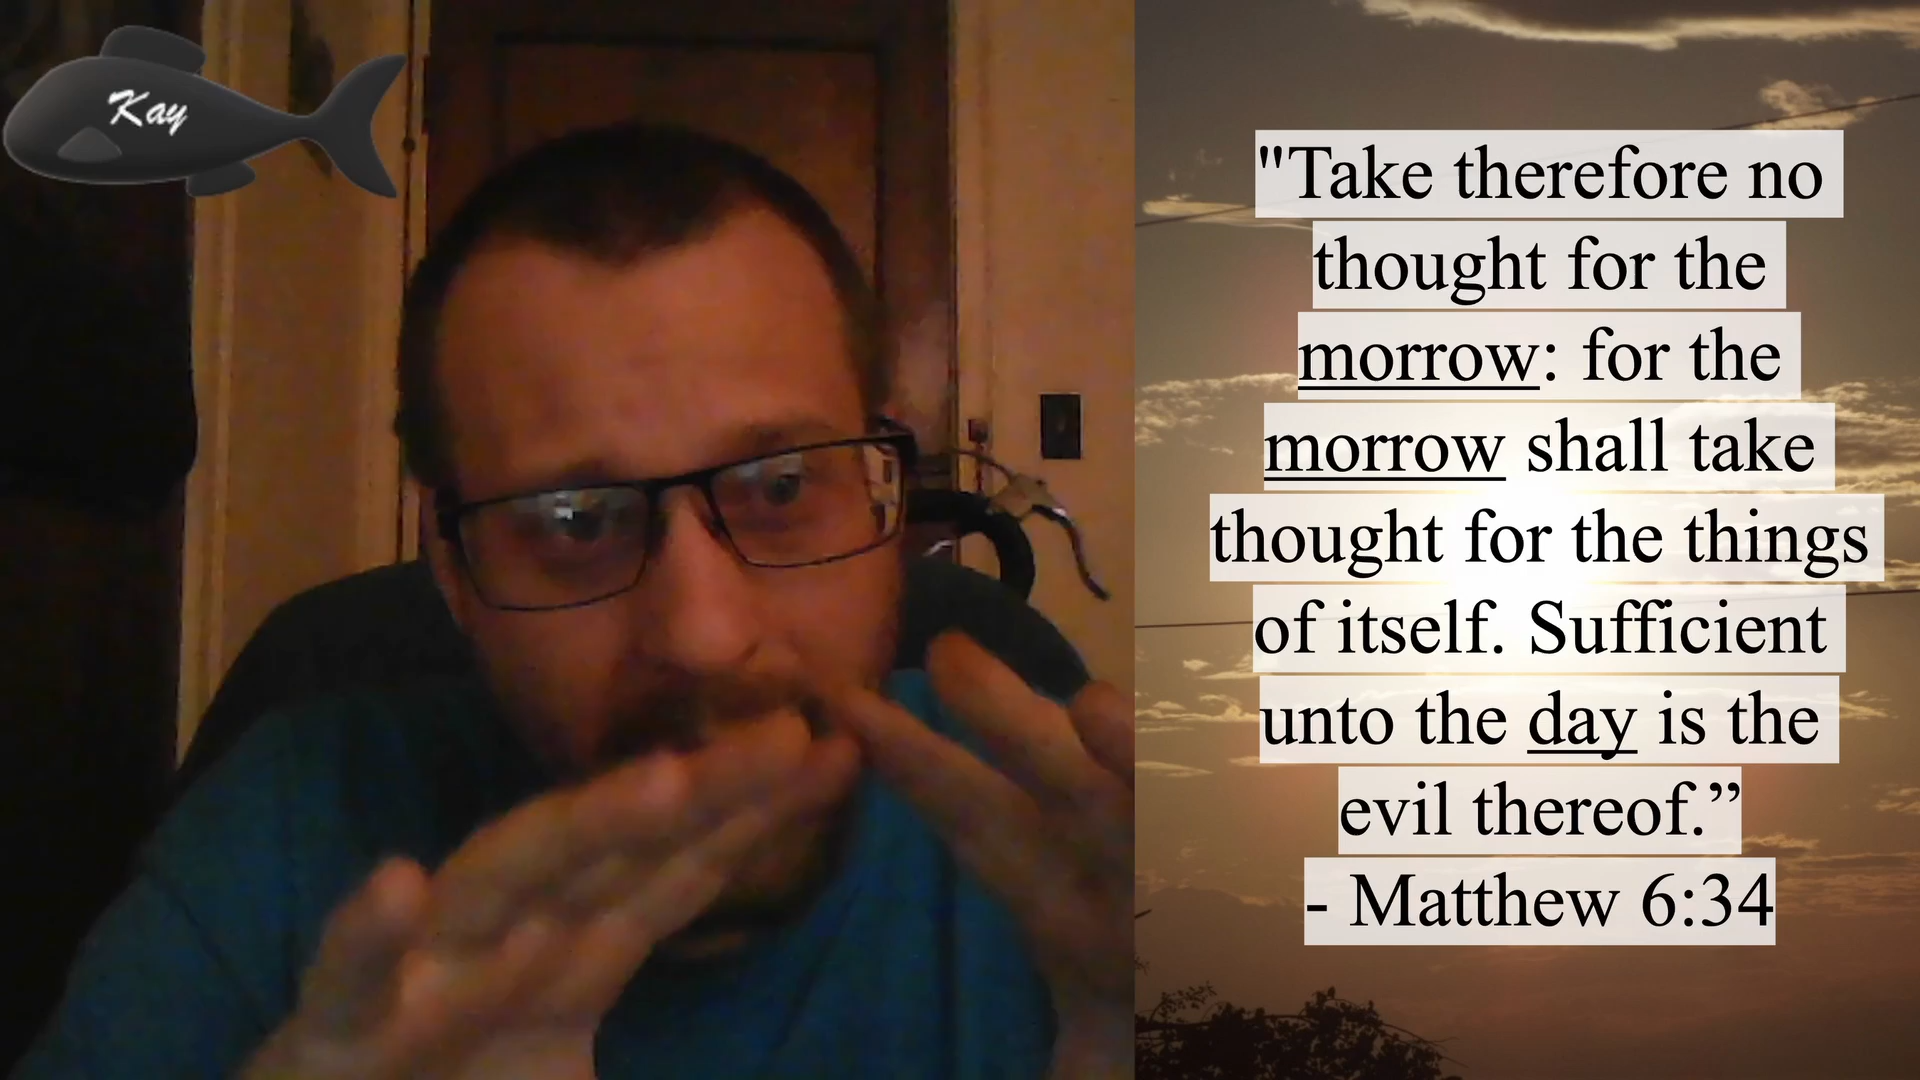 Kay
"Take therefore no
thought for the
morrow: for the
morrow shall take
thought for the things
of itself. Sufficient
unto the day is the
evil thereof.”
- Matthew 6:34